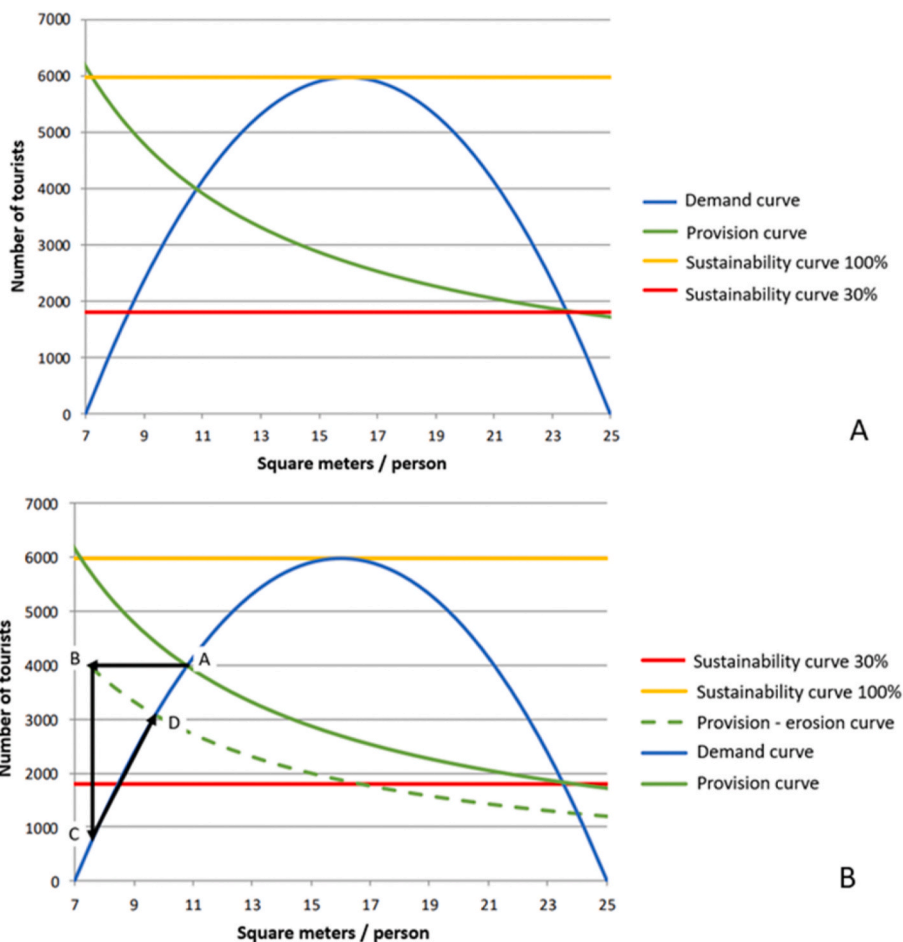 7000
6000
5000
4000
3000
2000
1000
0
Number of tourists
7 9 11 13 15 17 19 21 23 25
Square meters / person
Demand curve
Provision curve
Sustainability curve 100%
Sustainability curve 30%
A
7000
6000
5000
4000
3000
2000
1000
0
Number of tourists
B A
D
C
7 9 11 13 15 17 19 21 23 25
Square meters / person
Sustainability curve 30%
Sustainability curve 100%
Provision - erosion curve
Demand curve
Provision curve
B